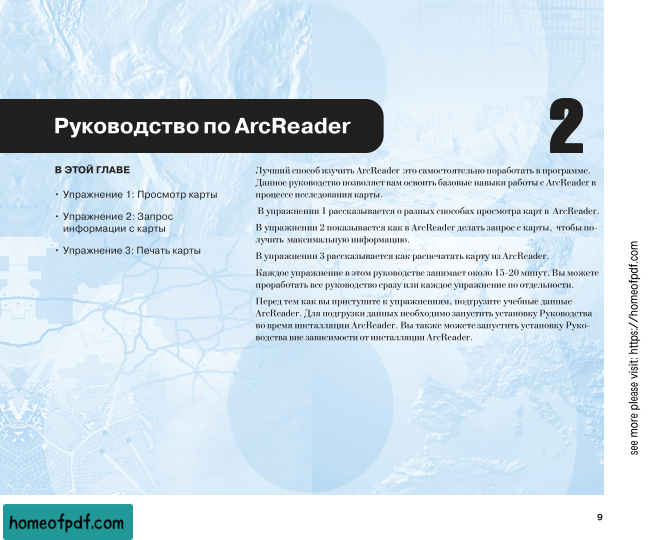 Руководство по ArcReader
2
В ЭТОЙ ГЛАВЕ
• Упражнение 1: Просмотр карты
• Упражнение 2: Запрос
информации с карты
• Упражнение 3: Печать карты
Лучший способ изучить ArcReader это самостоятельно поработать в программе.
Данное руководство позволяет вам освоить базовые навыки работы с ArcReader в
процессе исследования карты.
В упражнении 1 рассказывается о разных способах просмотра карт в ArcReader.
В упражнении 2 показывается как в ArcReader делать запрос с карты, чтобы по-
лучить максимальную информацию.
В упражнении 3 рассказывается как распечатать карту из ArcReader.
Каждое упражнение в этом руководстве занимает около 15-20 минут. Вы можете
проработать все руководство сразу или каждое упражнение по отдельности.
Перед тем как вы приступите к упражнениям, подгрузите учебные данные
ArcReader. Для подгрузки данных необходимо запустить установку Руководства
во время инсталляции ArcReader. Вы также можете запустить установку Руко-
водства вне зависимости от инсталляции ArcReader.
9
see more please visit: https://homeofpdf.com
homeofpdf.com